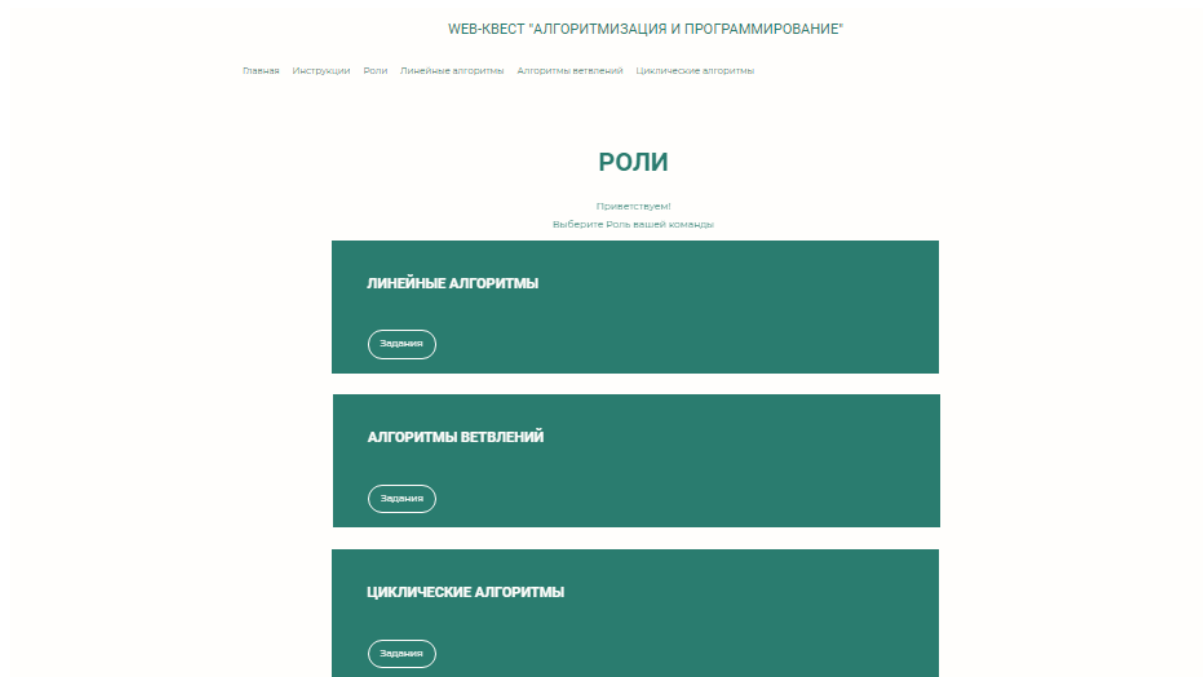 WEB-КВЕСТ "АЛГОРИТМИЗАЦИЯ И ПРОГРАММИРОВАНИЕ"
Главная Инструкции Роли Линейные алгоритмы Алгоритмы ветвлений Циклические алгоритмы
РОЛИ
Приветствуем!
Выберите Роль вашей команды
ЛИНЕЙНЫЕ АЛГОРИТМЫ
Задания
АЛГОРИТМЫ ВЕТВЛЕНИЙ
Задания
ЦИКЛИЧЕСКИЕ АЛГОРИТМЫ
Задания